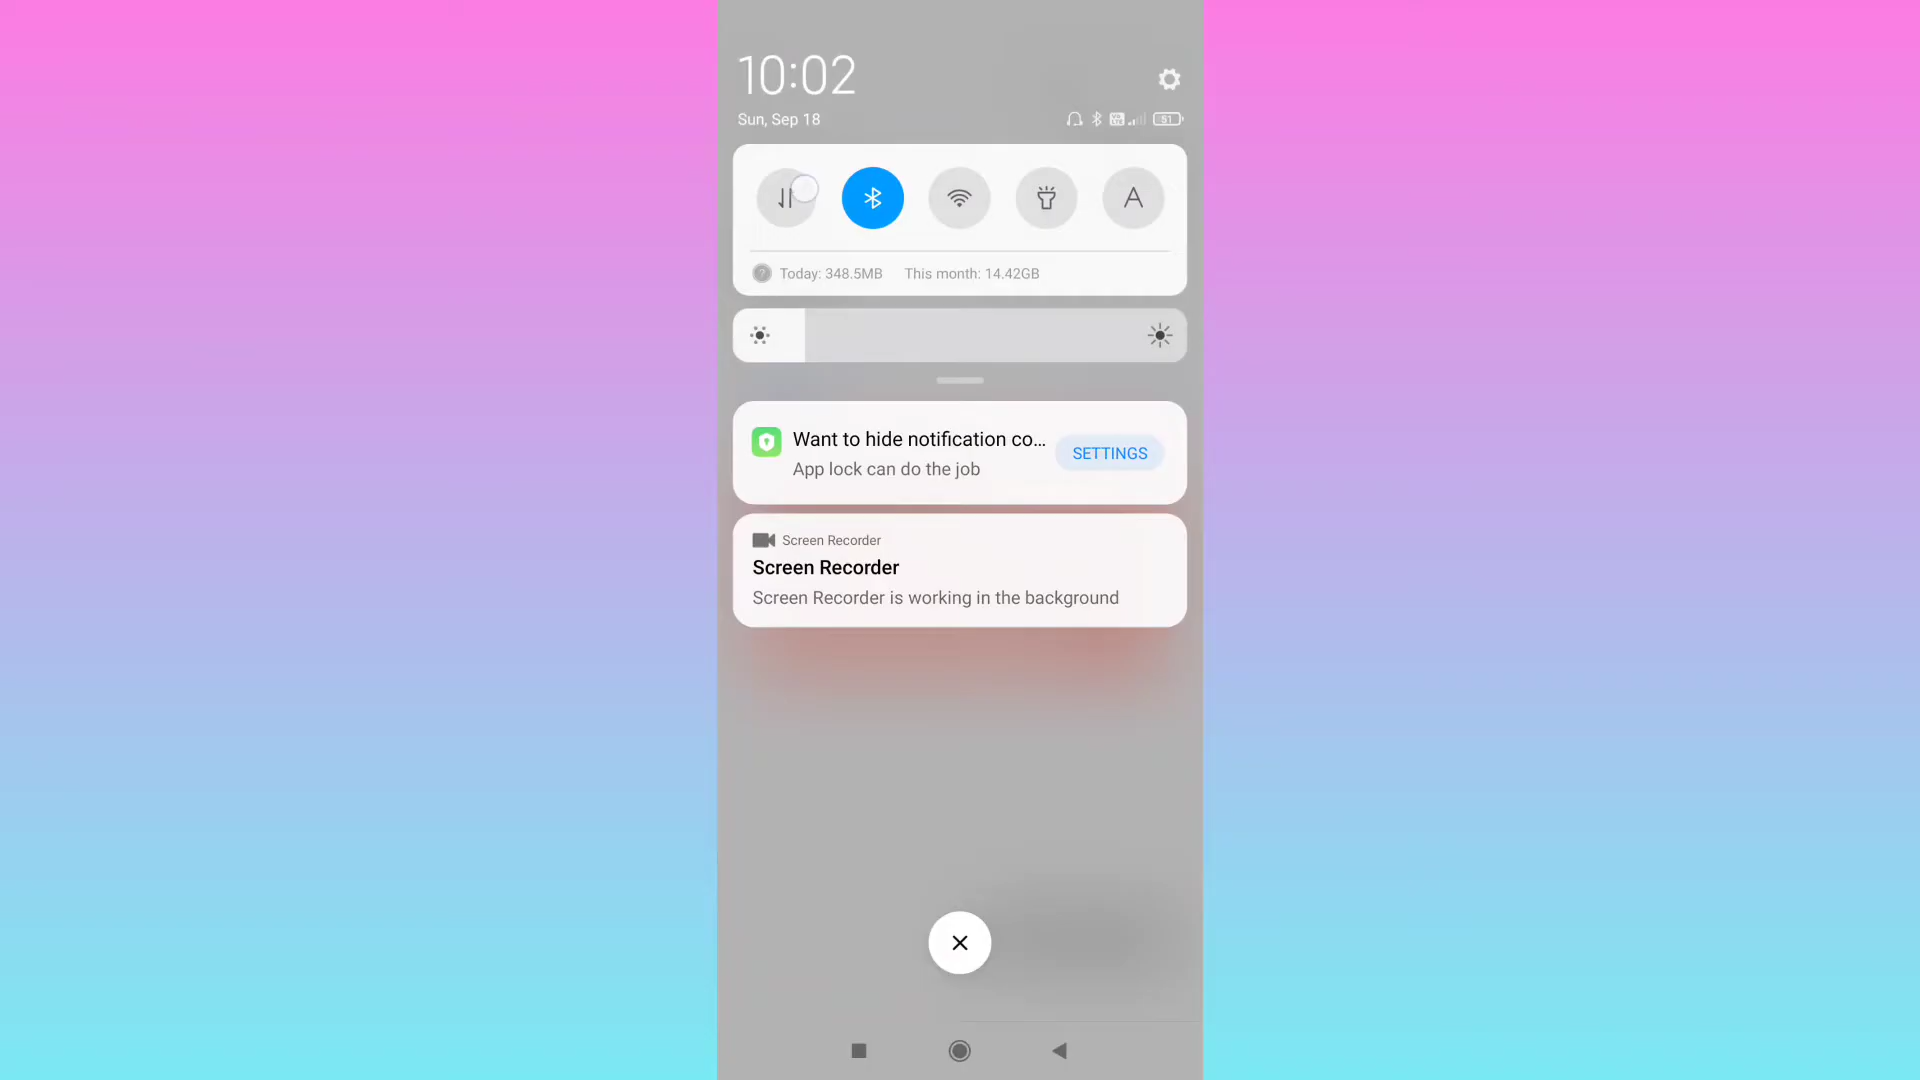 10:02
Sun, Sep 18
51
A
Today: 348.5MB This month: 14.42GB
Want to hide notification co...
App lock can do the job
SETTINGS
Screen Recorder
Screen Recorder
Screen Recorder is working in the background